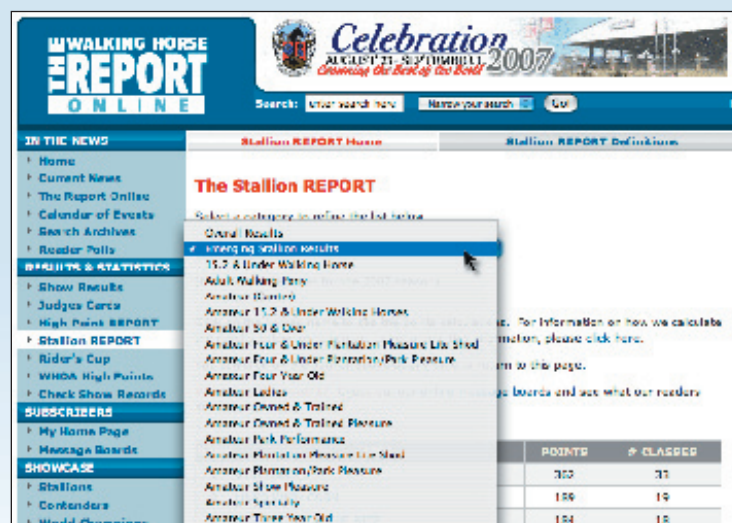 THE WALKING HORSE
REPORT
ONLINE
Celebration
AUGUST 23 - SEPTEMBER 1, 2007
Crowning the Best of the Best!
Search: enter search here Narrow your search Go!
IN THE NEWS
Home
Current News
The Report Online
Calendar of Events
Search Archives
Reader Polls
RESULTS & STATISTICS
Show Results
Judges Cards
High Point REPORT
Stallion REPORT
Rider's Cup
WHOA High Points
Check Show Records
SUBSCRIBERS
My Home Page
Message Boards
SHOWCASE
Stallions
Contenders
World Champions
Stallion REPORT Home Stallion REPORT Definitions
The Stallion REPORT
Select a category to refine the list below
Overall Results
Emerging Stallion Results
15.2 & Under Walking Horse
Adult Walking Pony
Amateur (Canter)
Amateur 15.2 & Under Walking Horses
Amateur 50 & Over
Amateur Four & Under Plantation Pleasure Lite Shod
Amateur Four & Under Plantation/Park Pleasure
Amateur Four Year Old
Amateur Ladies
Amateur Owned & Trained
Amateur Owned & Trained Pleasure
Amateur Park Performance
Amateur Plantation Pleasure Lite Shod
Amateur Plantation/Park Pleasure
Amateur Show Pleasure
Amateur Specialty
Amateur Three Year Old
For information on how we calculate
please click here.
to this page.
boards and see what our readers
POINTS # CLASSES
362 33
189 19
184 18